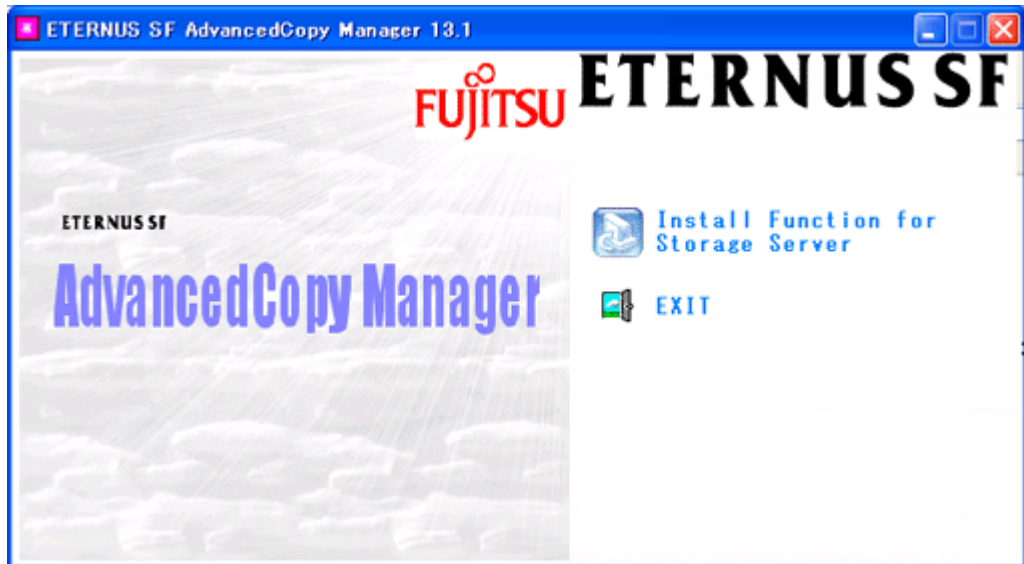 ETERNUS SF AdvancedCopy Manager 13.1
FUJITSU
ETERNUS SF
ETERNUS SF
AdvancedCopy Manager
Install Function for
Storage Server
EXIT